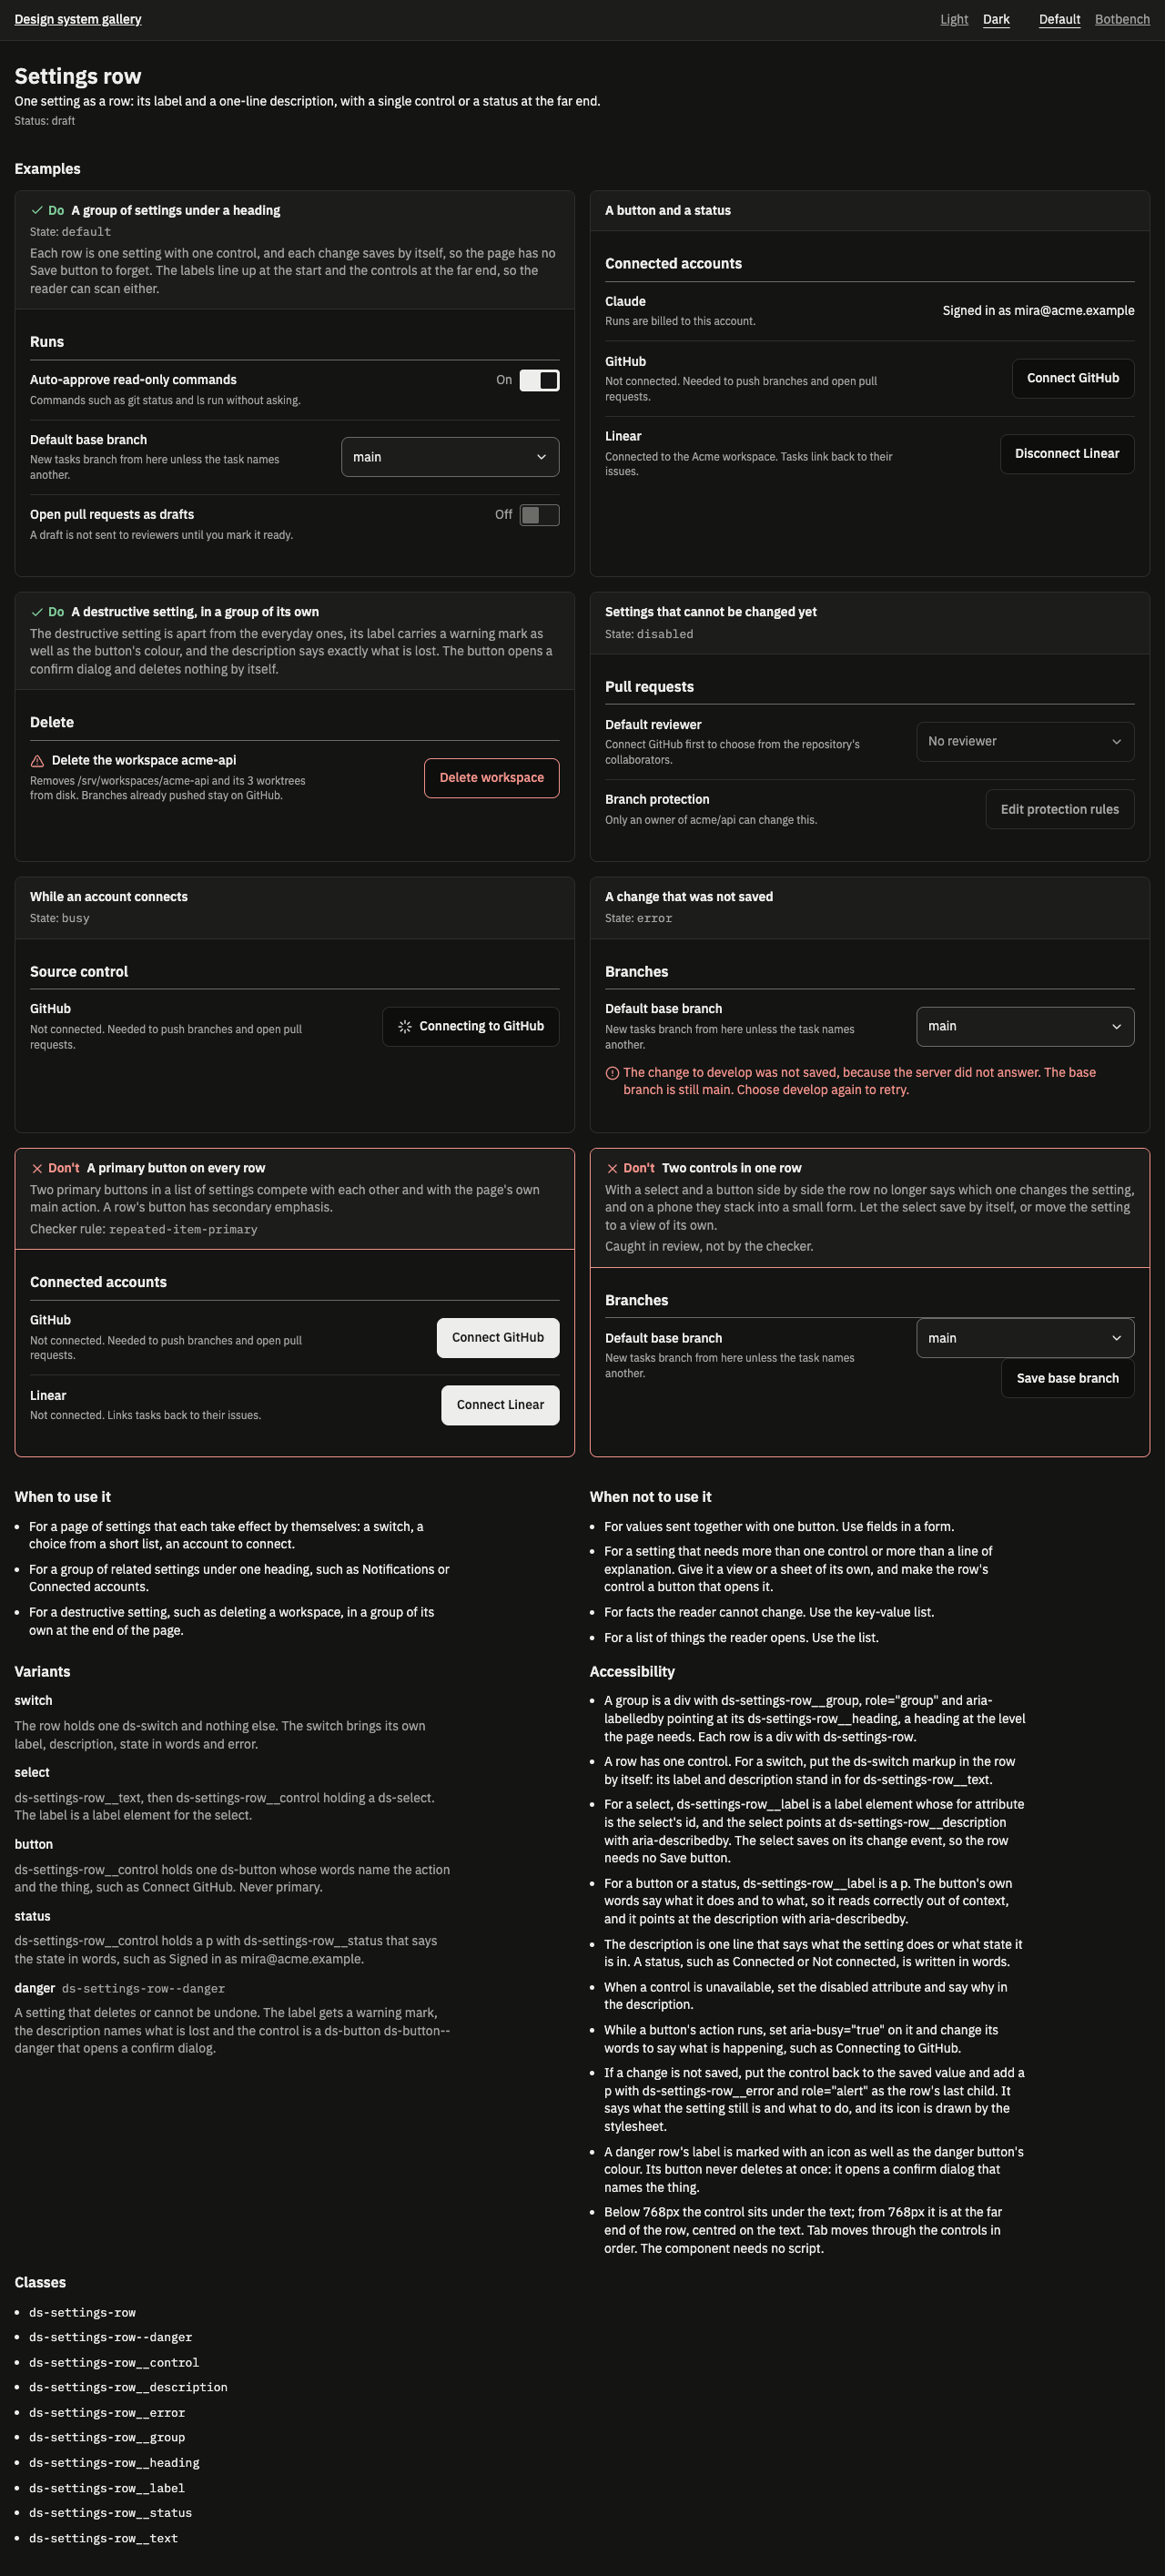 Design system gallery
Light Dark Default Botbench
Settings row
One setting as a row: its label and a one-line description, with a single control or a status at the far end.
Status: draft
Examples
Do A group of settings under a heading
State: default
Each row is one setting with one control, and each change saves by itself, so the page has no
Save button to forget. The labels line up at the start and the controls at the far end, so the
reader can scan either.
Runs
Auto-approve read-only commands
On
Commands such as git status and ls run without asking.
Default base branch
New tasks branch from here unless the task names
another.
main
Open pull requests as drafts
Off
A draft is not sent to reviewers until you mark it ready.
A button and a status
Connected accounts
Claude
Runs are billed to this account.
Signed in as mira@acme.example
GitHub
Not connected. Needed to push branches and open pull
requests.
Connect GitHub
Linear
Connected to the Acme workspace. Tasks link back to their
issues.
Disconnect Linear
Do A destructive setting, in a group of its own
The destructive setting is apart from the everyday ones, its label carries a warning mark as
well as the button's colour, and the description says exactly what is lost. The button opens a
confirm dialog and deletes nothing by itself.
Delete
Delete the workspace acme-api
Removes /srv/workspaces/acme-api and its 3 worktrees
from disk. Branches already pushed stay on GitHub.
Delete workspace
Settings that cannot be changed yet
State: disabled
Pull requests
Default reviewer
Connect GitHub first to choose from the repository's
collaborators.
No reviewer
Branch protection
Only an owner of acme/api can change this.
Edit protection rules
While an account connects
State: busy
Source control
GitHub
Not connected. Needed to push branches and open pull
requests.
Connecting to GitHub
A change that was not saved
State: error
Branches
Default base branch
New tasks branch from here unless the task names
another.
main
The change to develop was not saved, because the server did not answer. The base
branch is still main. Choose develop again to retry.
Don't A primary button on every row
Two primary buttons in a list of settings compete with each other and with the page's own
main action. A row's button has secondary emphasis.
Checker rule: repeated-item-primary
Connected accounts
GitHub
Not connected. Needed to push branches and open pull
requests.
Connect GitHub
Linear
Not connected. Links tasks back to their issues.
Connect Linear
Don't Two controls in one row
With a select and a button side by side the row no longer says which one changes the setting,
and on a phone they stack into a small form. Let the select save by itself, or move the setting
to a view of its own.
Caught in review, not by the checker.
Branches
Default base branch
New tasks branch from here unless the task names
another.
main
Save base branch
When to use it
For a page of settings that each take effect by themselves: a switch, a
choice from a short list, an account to connect.
For a group of related settings under one heading, such as Notifications or
Connected accounts.
For a destructive setting, such as deleting a workspace, in a group of its
own at the end of the page.
When not to use it
For values sent together with one button. Use fields in a form.
For a setting that needs more than one control or more than a line of
explanation. Give it a view or a sheet of its own, and make the row's
control a button that opens it.
For facts the reader cannot change. Use the key-value list.
For a list of things the reader opens. Use the list.
Variants
switch
The row holds one ds-switch and nothing else. The switch brings its own
label, description, state in words and error.
select
ds-settings-row__text, then ds-settings-row__control holding a ds-select.
The label is a label element for the select.
button
ds-settings-row__control holds one ds-button whose words name the action
and the thing, such as Connect GitHub. Never primary.
status
ds-settings-row__control holds a p with ds-settings-row__status that says
the state in words, such as Signed in as mira@acme.example.
danger ds-settings-row--danger
A setting that deletes or cannot be undone. The label gets a warning mark,
the description names what is lost and the control is a ds-button ds-button--
danger that opens a confirm dialog.
Accessibility
A group is a div with ds-settings-row__group, role="group" and aria-
labelledby pointing at its ds-settings-row__heading, a heading at the level
the page needs. Each row is a div with ds-settings-row.
A row has one control. For a switch, put the ds-switch markup in the row
by itself: its label and description stand in for ds-settings-row__text.
For a select, ds-settings-row__label is a label element whose for attribute
is the select's id, and the select points at ds-settings-row__description
with aria-describedby. The select saves on its change event, so the row
needs no Save button.
For a button or a status, ds-settings-row__label is a p. The button's own
words say what it does and to what, so it reads correctly out of context,
and it points at the description with aria-describedby.
The description is one line that says what the setting does or what state it
is in. A status, such as Connected or Not connected, is written in words.
When a control is unavailable, set the disabled attribute and say why in
the description.
While a button's action runs, set aria-busy="true" on it and change its
words to say what is happening, such as Connecting to GitHub.
If a change is not saved, put the control back to the saved value and add a
p with ds-settings-row__error and role="alert" as the row's last child. It
says what the setting still is and what to do, and its icon is drawn by the
stylesheet.
A danger row's label is marked with an icon as well as the danger button's
colour. Its button never deletes at once: it opens a confirm dialog that
names the thing.
Below 768px the control sits under the text; from 768px it is at the far
end of the row, centred on the text. Tab moves through the controls in
order. The component needs no script.
Classes
ds-settings-row
ds-settings-row--danger
ds-settings-row__control
ds-settings-row__description
ds-settings-row__error
ds-settings-row__group
ds-settings-row__heading
ds-settings-row__label
ds-settings-row__status
ds-settings-row__text